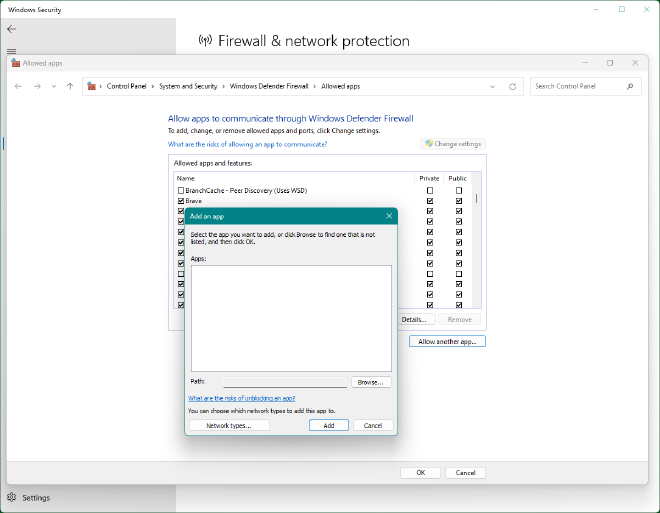 Windows Security
Firewall & network protection
Allowed apps
Control Panel > System and Security > Windows Defender Firewall > Allowed apps
Search Control Panel
Allow apps to communicate through Windows Defender Firewall
To add, change, or remove allowed apps and ports, click Change settings.
What are the risks of allowing an app to communicate?
Change settings
Allowed apps and features:
Name Private Public
BranchCache - Peer Discovery (Uses WSD)
Brave
Add an app
Select the app you want to add, or click Browse to find one that is not
listed, and then click OK.
Apps:
Details...
Remove
Allow another app...
Path:
Browse...
What are the risks of unblocking an app?
You can choose which network types to add this app to.
Network types...
Add
Cancel
OK
Cancel
Settings